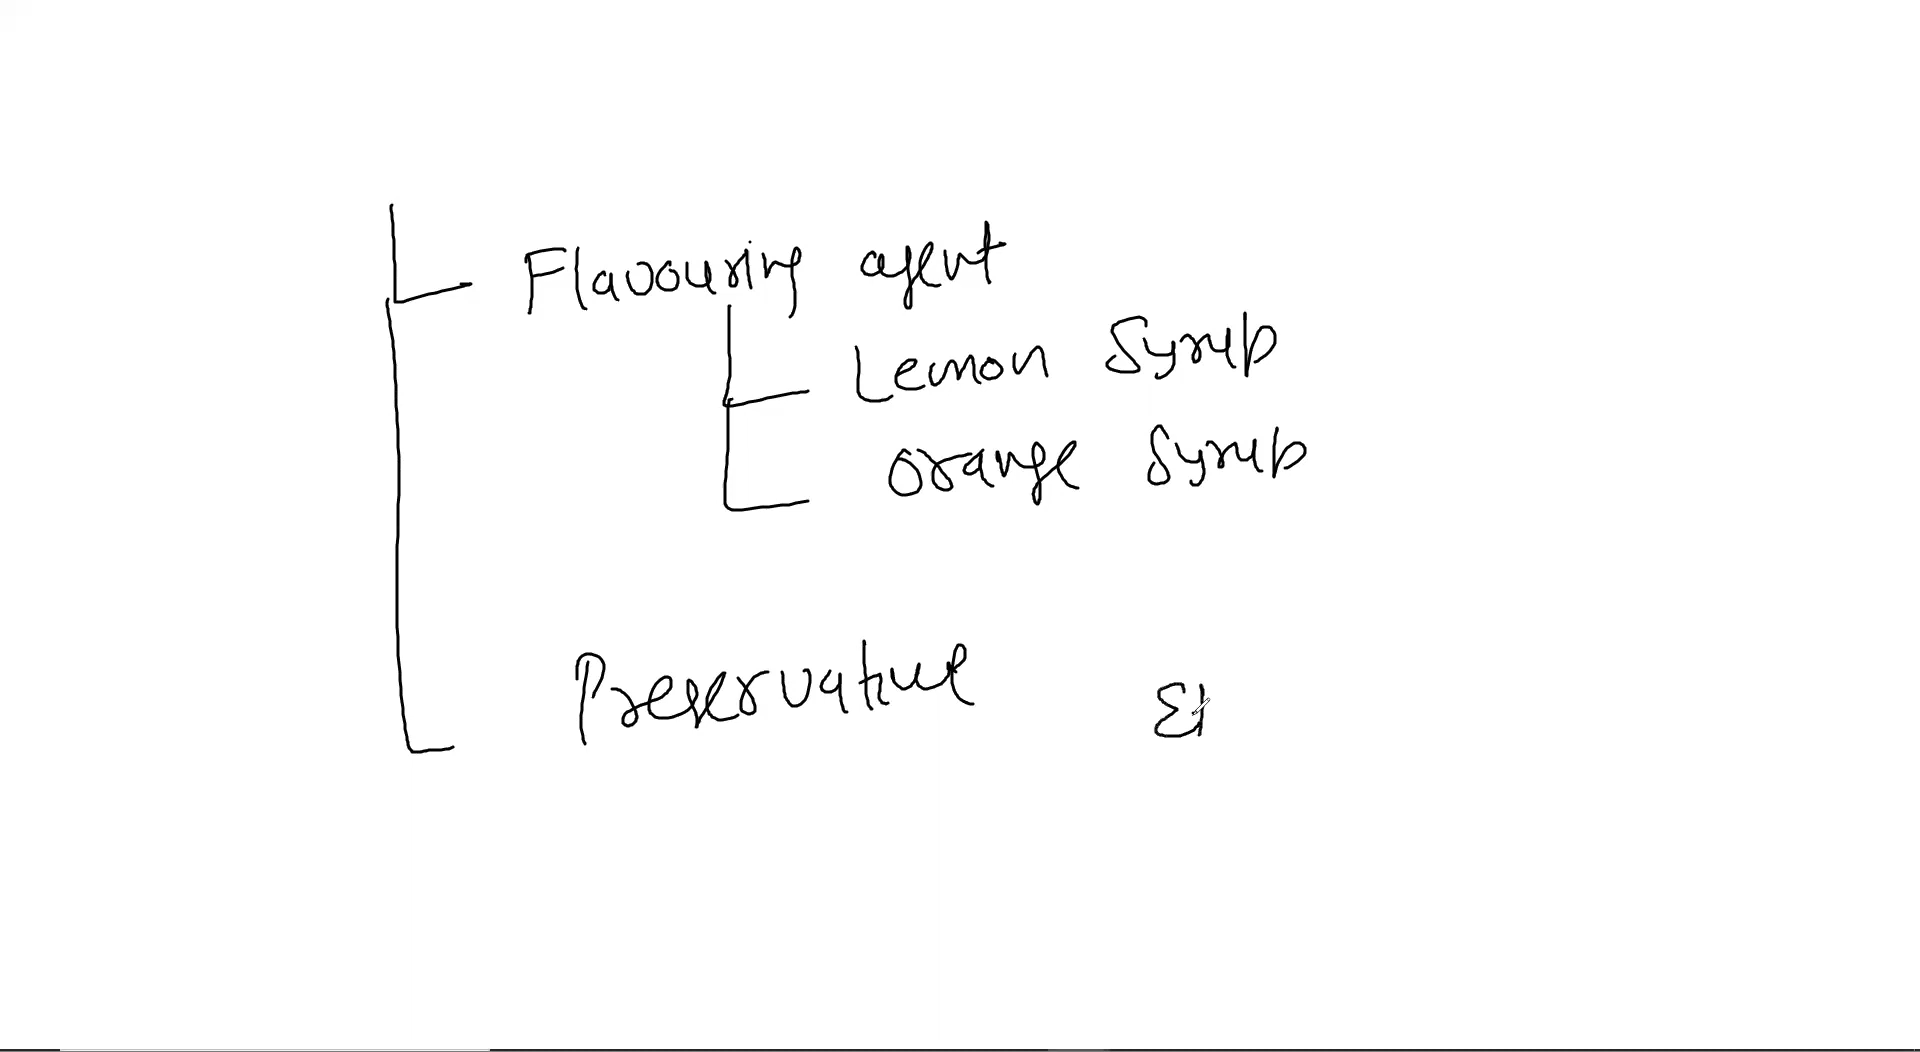 Flavouring agent
Lemon Syrup
Orange Syrup
Preservative